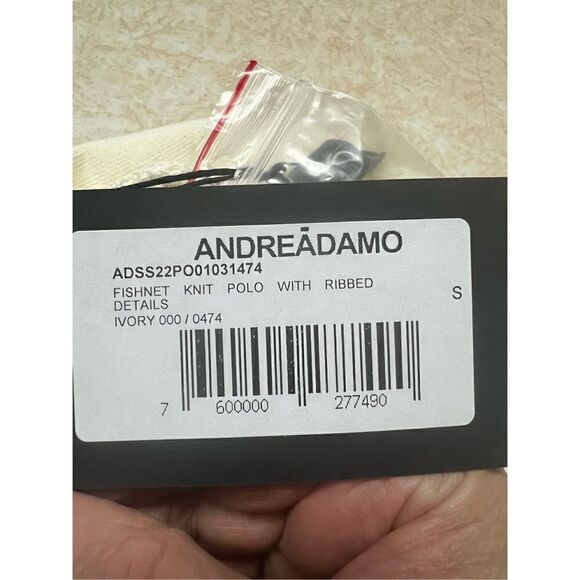 ANDREĀDAMO
ADSS22PO01031474
FISHNET KNIT POLO WITH RIBBED
DETAILS
S
IVORY 000 / 0474
7 600000 277490